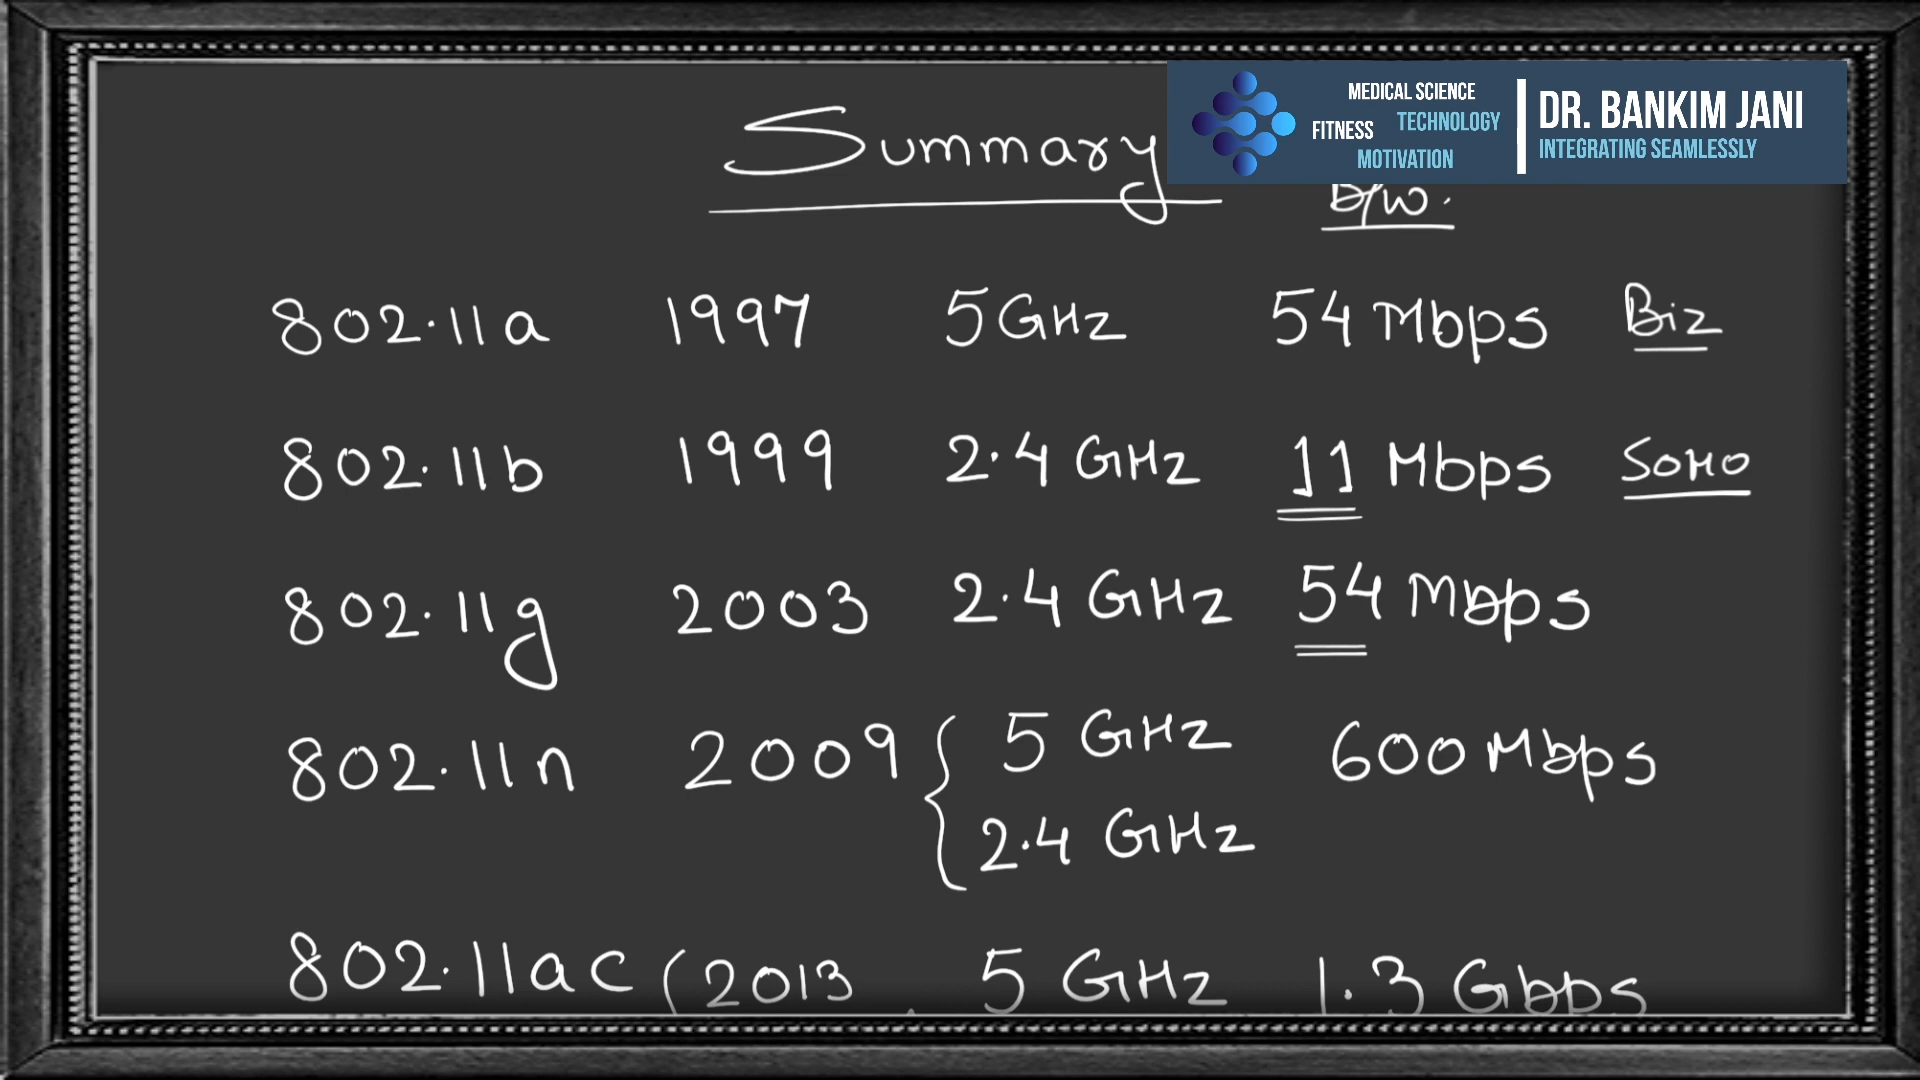 Summary
MEDICAL SCIENCE
FITNESS TECHNOLOGY
MOTIVATION
DR. BANKIM JANI
INTEGRATING SEAMLESSLY
B/W.
802.11a 1997 5GHz 54 Mbps Biz
802.11b 1999 2.4 GHz 11 Mbps SOHO
802.11g 2003 2.4 GHz 54 Mbps
802.11n 2009 { 5 GHz 600 Mbps
2.4 GHz
802.11ac (2013 5 GHz 1.3 Gbps